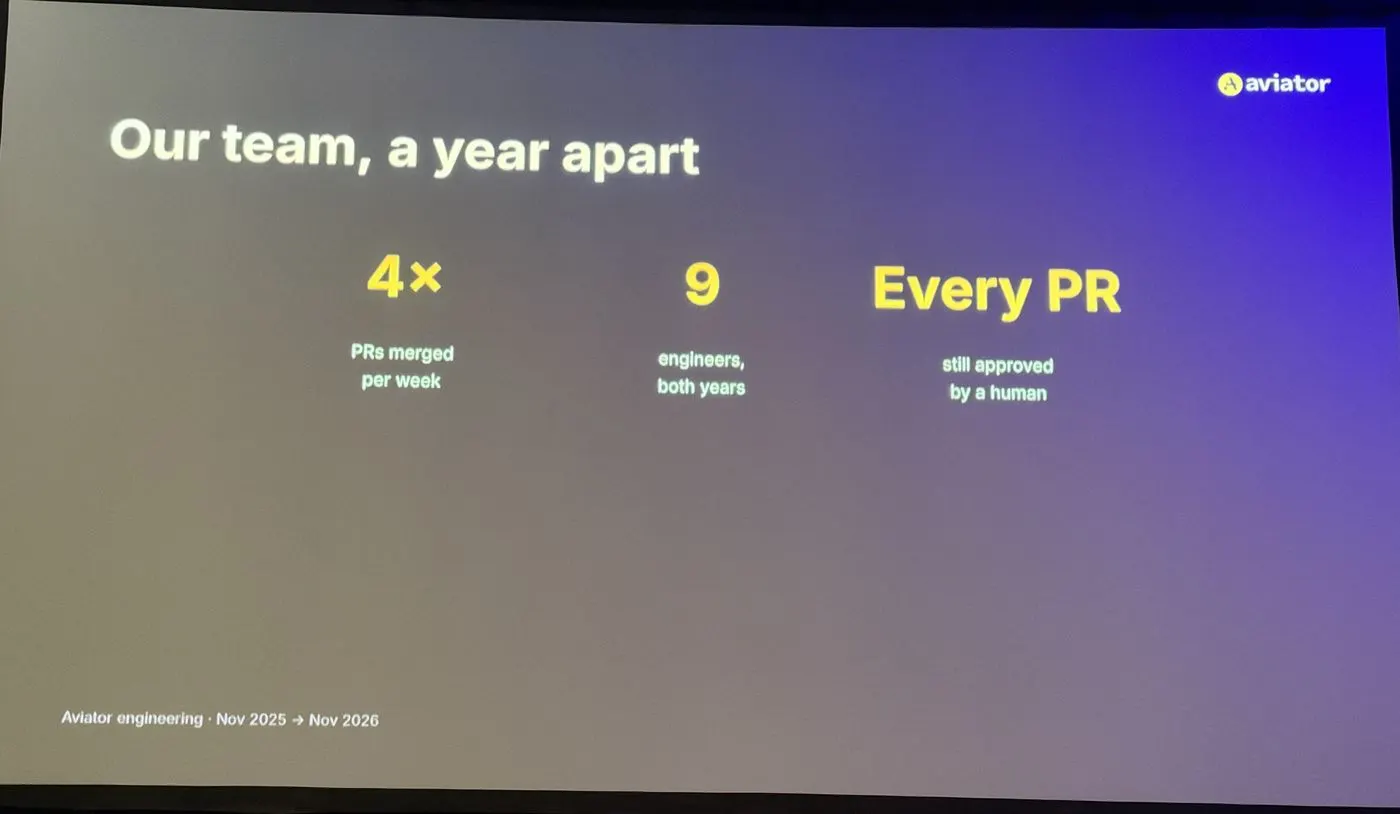 aviator
Our team, a year apart
4×
PRs merged
per week
9
engineers,
both years
Every PR
still approved
by a human
Aviator engineering · Nov 2025 → Nov 2026